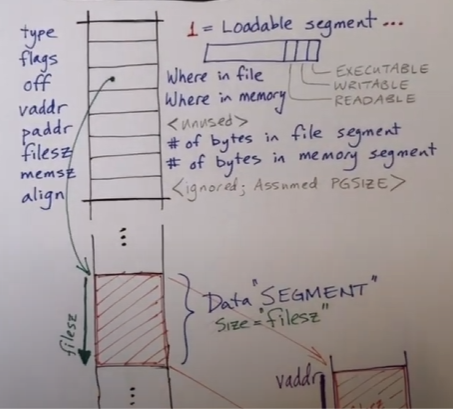 type
1 = Loadable segment ...
flags
off
EXECUTABLE
Where in file
WRITABLE
vaddr
Where in memory
READABLE
paddr
<unused>
filesz
# of bytes in file segment
memsz
# of bytes in memory segment
align
<ignored; Assumed PGSIZE>
...
filesz
Data "SEGMENT"
Size = "filesz"
vaddr
...